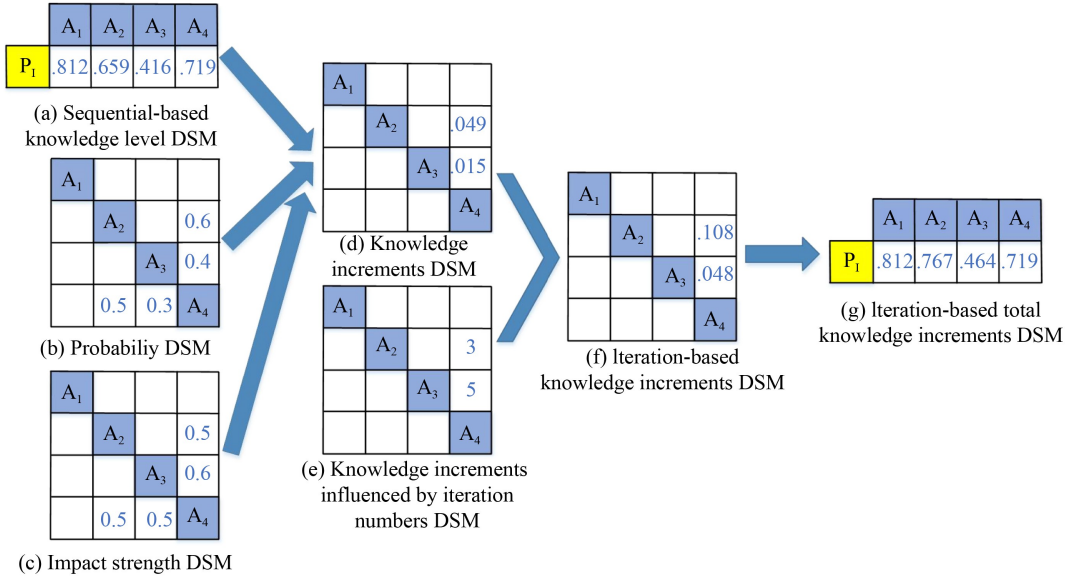 A1 A2 A3 A4
PI .812 .659 .416 .719
(a) Sequential-based
knowledge level DSM
A1
A2 0.6
A3 0.4
0.5 0.3 A4
(b) Probabiliy DSM
A1
A2 0.5
A3 0.6
0.5 0.5 A4
(c) Impact strength DSM
A1
A2 .049
A3 .015
A4
(d) Knowledge
increments DSM
A1
A2 3
A3 5
A4
(e) Knowledge increments
influenced by iteration
numbers DSM
A1
A2 .108
A3 .048
A4
(f) Iteration-based
knowledge increments DSM
A1 A2 A3 A4
PI .812 .767 .464 .719
(g) Iteration-based total
knowledge increments DSM